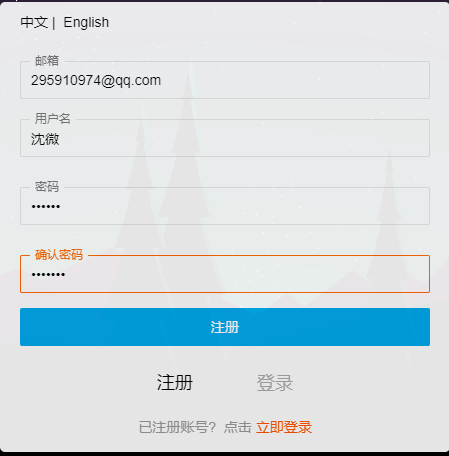 中文 | English
邮箱
295910974@qq.com
用户名
沈微
密码
••••••
确认密码
•••••••
注册
注册 登录
已注册账号？点击 立即登录